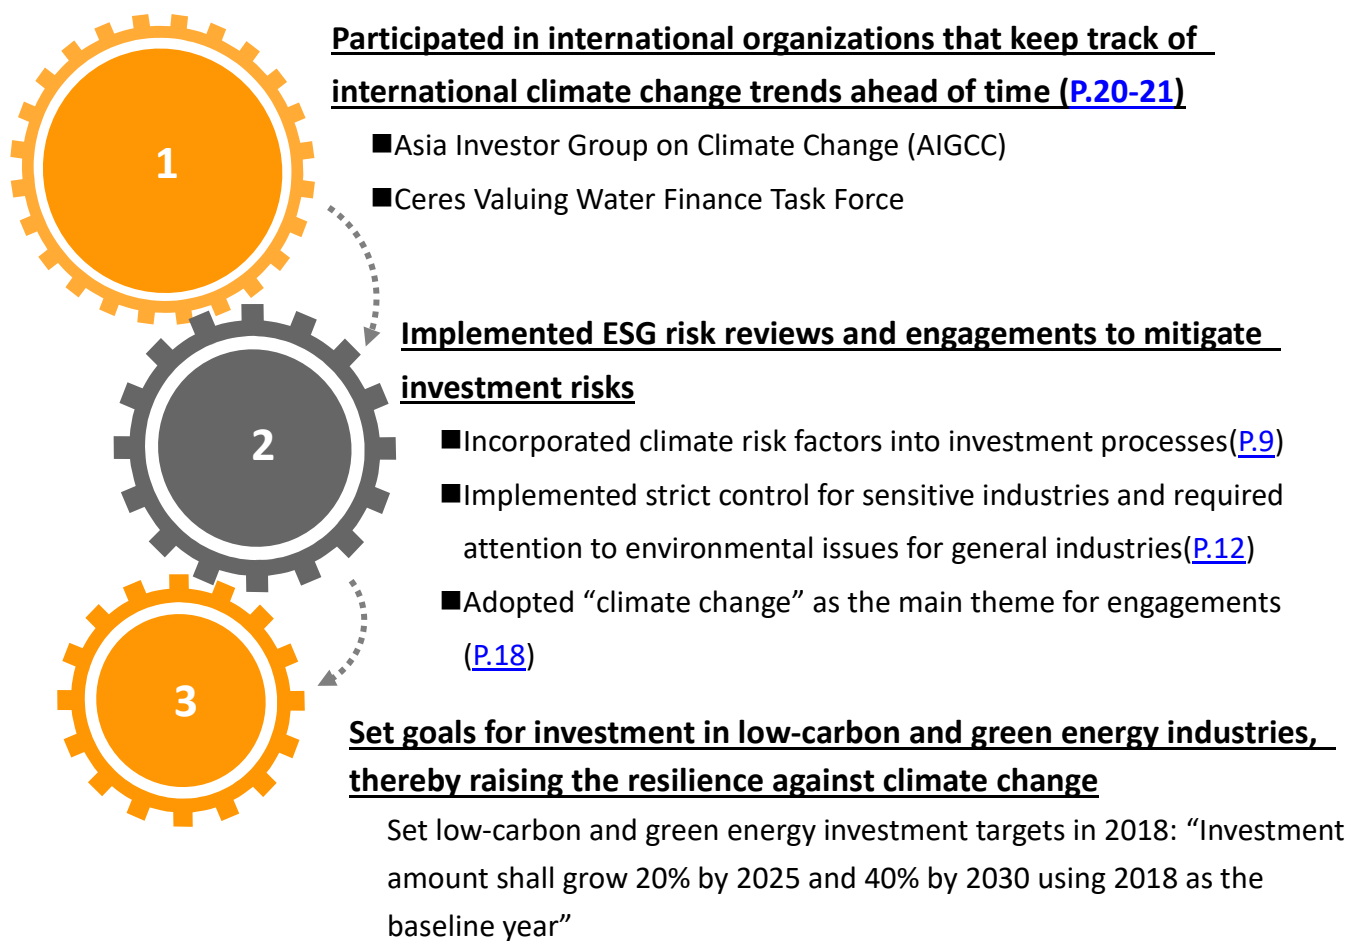 1
Participated in international organizations that keep track of
international climate change trends ahead of time (P.20-21)
■Asia Investor Group on Climate Change (AIGCC)
■Ceres Valuing Water Finance Task Force
2
Implemented ESG risk reviews and engagements to mitigate
investment risks
■Incorporated climate risk factors into investment processes(P.9)
■Implemented strict control for sensitive industries and required
attention to environmental issues for general industries(P.12)
■Adopted “climate change” as the main theme for engagements
(P.18)
3
Set goals for investment in low-carbon and green energy industries,
thereby raising the resilience against climate change
Set low-carbon and green energy investment targets in 2018: “Investment
amount shall grow 20% by 2025 and 40% by 2030 using 2018 as the
baseline year”